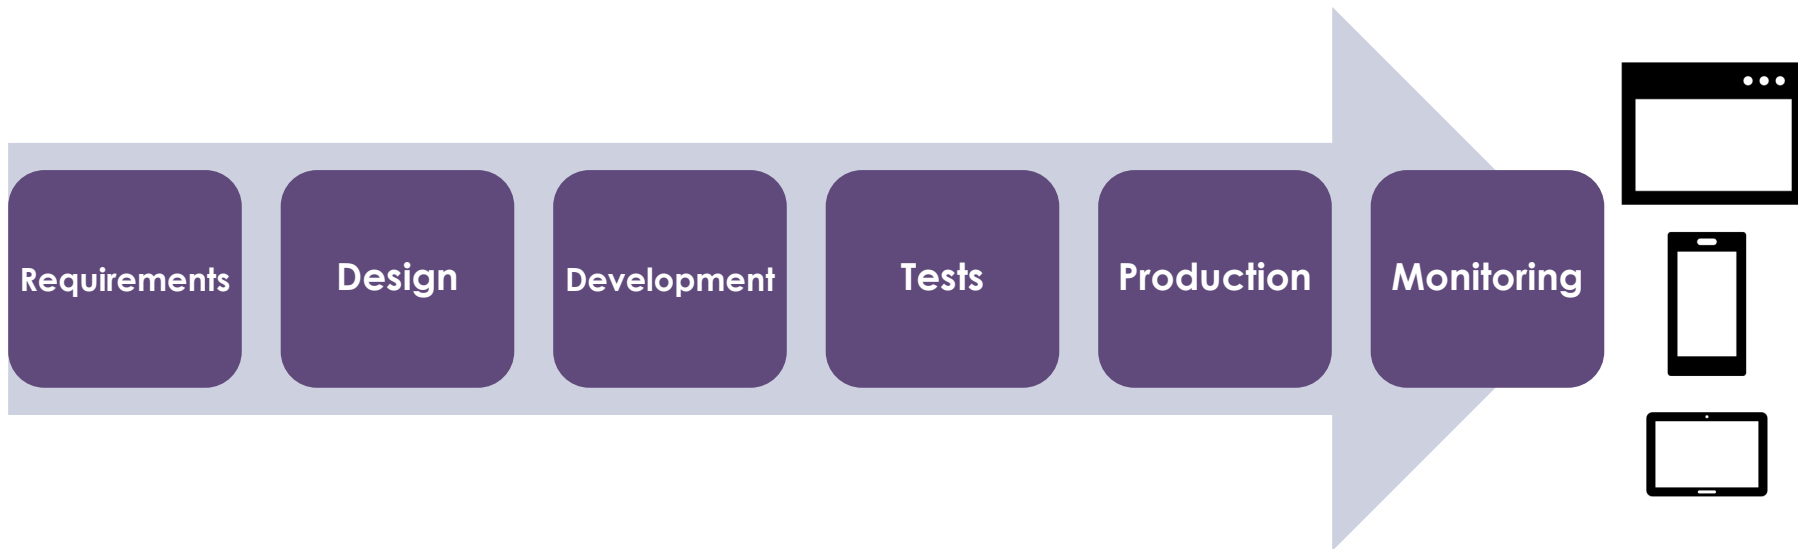 Requirements
Design
Development
Tests
Production
Monitoring